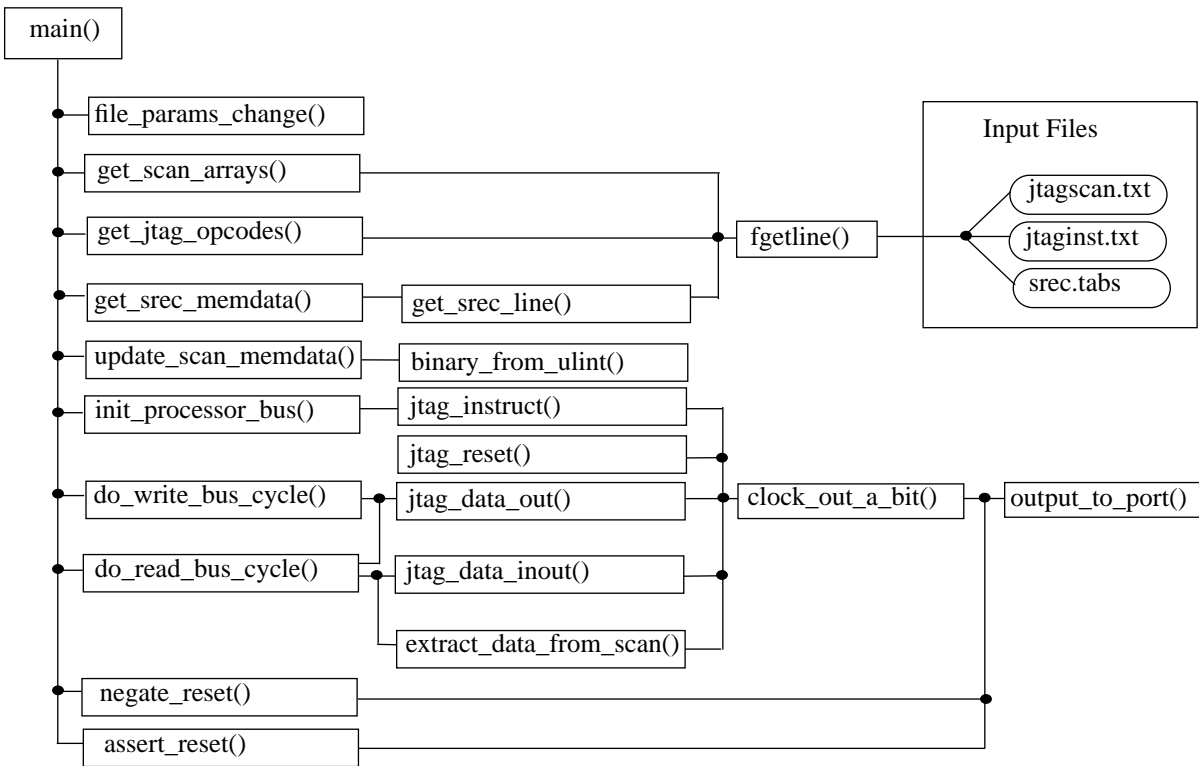 main()
file_params_change()
Input Files
get_scan_arrays()
jtagscan.txt
get_jtag_opcodes()
fgetline()
jtaginst.txt
get_srec_memdata()
get_srec_line()
srec.tabs
update_scan_memdata()
binary_from_ulint()
init_processor_bus()
jtag_instruct()
jtag_reset()
do_write_bus_cycle()
jtag_data_out()
clock_out_a_bit()
output_to_port()
do_read_bus_cycle()
jtag_data_inout()
extract_data_from_scan()
negate_reset()
assert_reset()